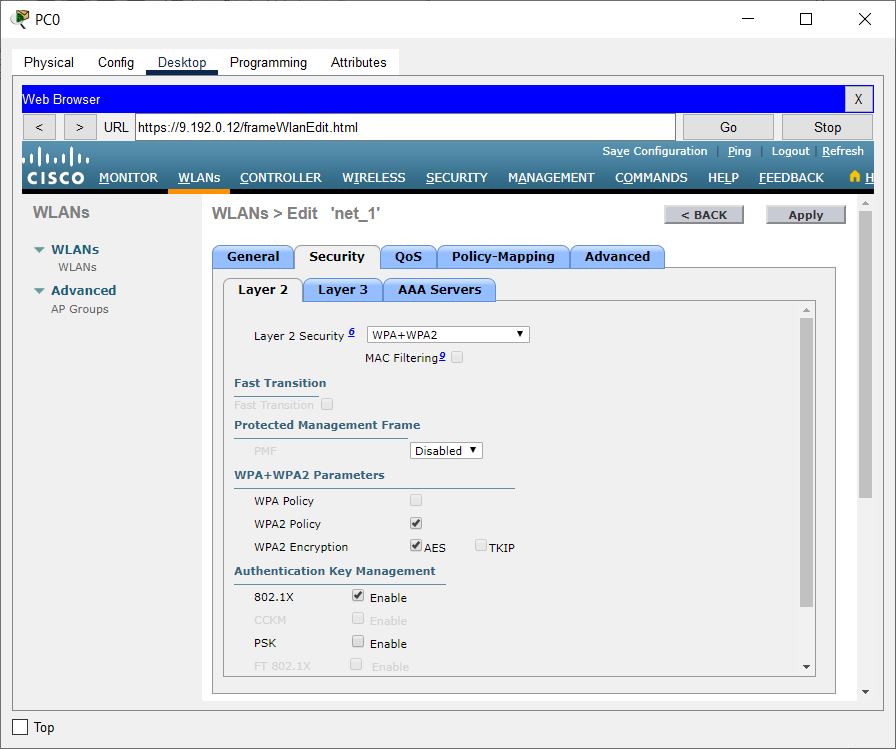 PC0
Physical Config Desktop Programming Attributes
Web Browser X
< > URL https://9.192.0.12/frameWlanEdit.html Go Stop
Save Configuration | Ping | Logout | Refresh
CISCO MONITOR WLANs CONTROLLER WIRELESS SECURITY MANAGEMENT COMMANDS HELP FEEDBACK H
WLANs
WLANs > Edit 'net_1' < BACK Apply
WLANs
WLANs
Advanced
AP Groups
General Security QoS Policy-Mapping Advanced
Layer 2 Layer 3 AAA Servers
Layer 2 Security 6 WPA+WPA2
MAC Filtering 9
Fast Transition
Fast Transition
Protected Management Frame
PMF Disabled
WPA+WPA2 Parameters
WPA Policy
WPA2 Policy
WPA2 Encryption AES TKIP
Authentication Key Management
802.1X Enable
CCKM Enable
PSK Enable
FT 802.1X Enable
Top